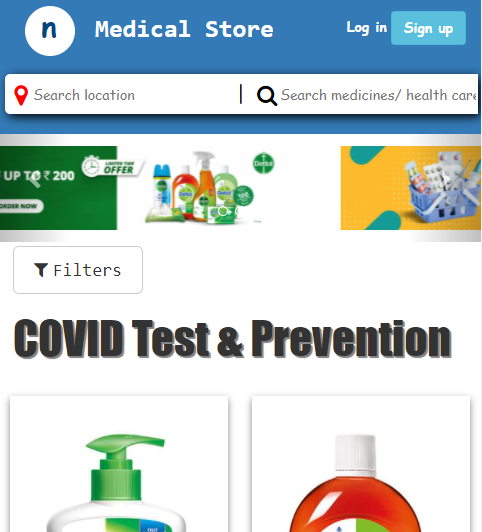 n
Medical Store
Log in
Sign up
Search location
Search medicines/ health care
UP TO ₹ 200
ORDER NOW
LIMITED TIME
OFFER
Dettol
Filters
COVID Test & Prevention